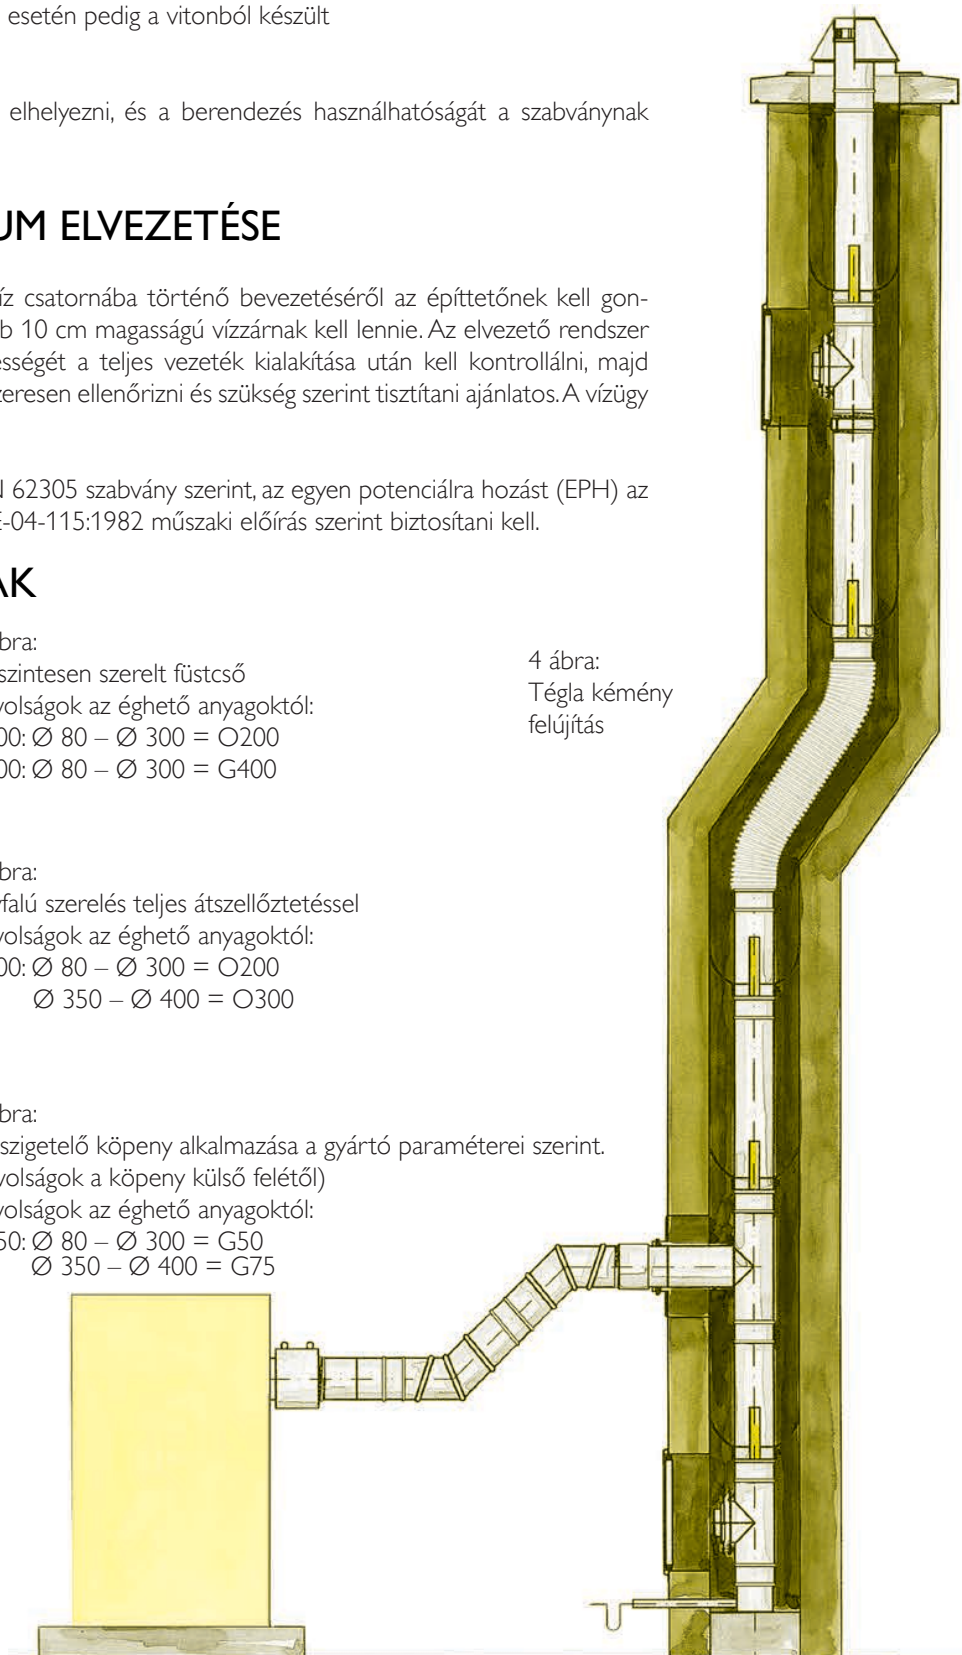 esetén pedig a vitonból készült
elhelyezni, és a berendezés használhatóságát a szabványnak
UM ELVEZETÉSE
íz csatornába történő bevezetéséről az építtetőnek kell gon-
b 10 cm magasságú vízzárnak kell lennie. Az elvezető rendszer
ességét a teljes vezeték kialakítása után kell kontrollálni, majd
zeresen ellenőrizni és szükség szerint tisztítani ajánlatos. A vízügy
N 62305 szabvány szerint, az egyen potenciálra hozást (EPH) az
E-04-115:1982 műszaki előírás szerint biztosítani kell.
AK
bra:
szintesen szerelt füstcső
volságok az éghető anyagoktól:
00: Ø 80 – Ø 300 = O200
00: Ø 80 – Ø 300 = G400
4 ábra:
Tégla kémény
felújítás
bra:
yfalú szerelés teljes átszellőztetéssel
volságok az éghető anyagoktól:
00: Ø 80 – Ø 300 = O200
Ø 350 – Ø 400 = O300
bra:
szigetelő köpeny alkalmazása a gyártó paraméterei szerint.
volságok a köpeny külső felétől)
volságok az éghető anyagoktól:
50: Ø 80 – Ø 300 = G50
Ø 350 – Ø 400 = G75